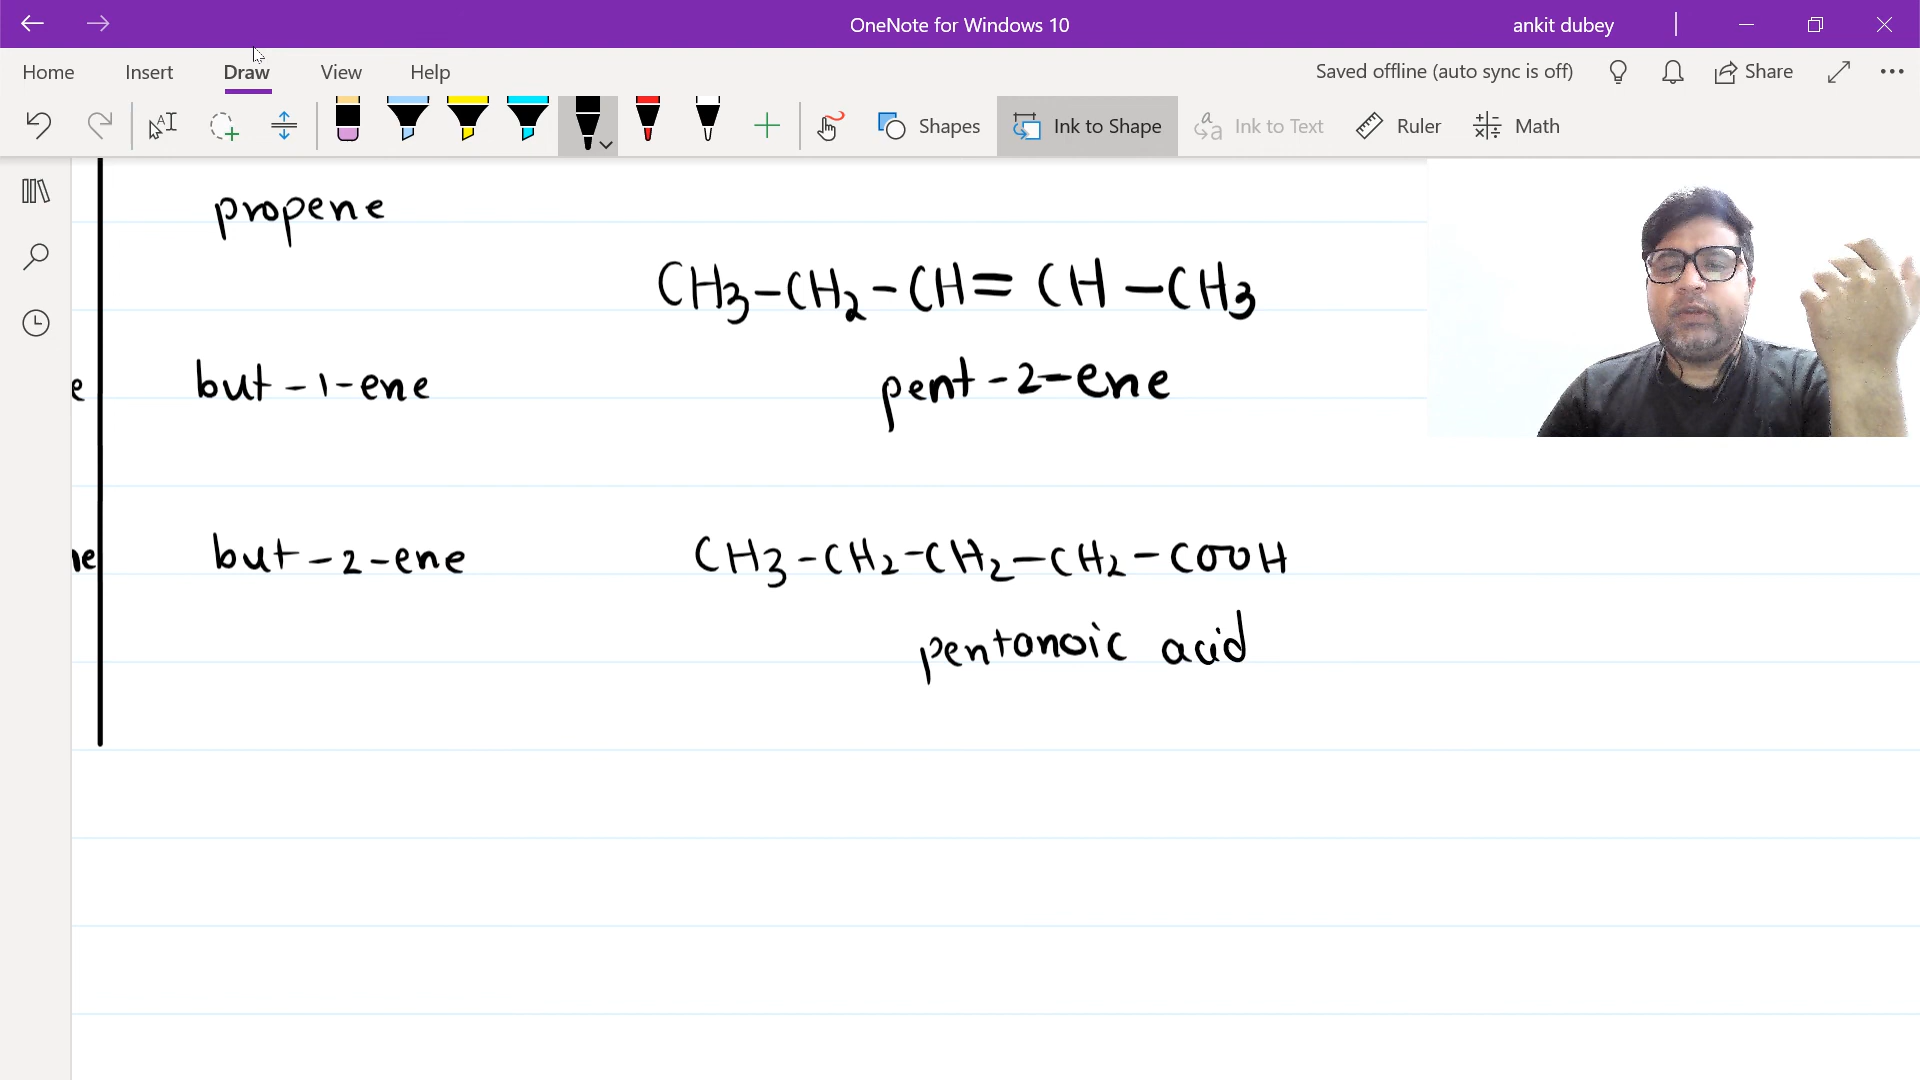 OneNote for Windows 10
ankit dubey
Home Insert Draw View Help
Saved offline (auto sync is off) Share
Shapes Ink to Shape Ink to Text Ruler Math
propene
CH3-CH2-CH=CH-CH3
e but-1-ene pent-2-ene
ne but-2-ene CH3-CH2-CH2-CH2-COOH
pentanoic acid